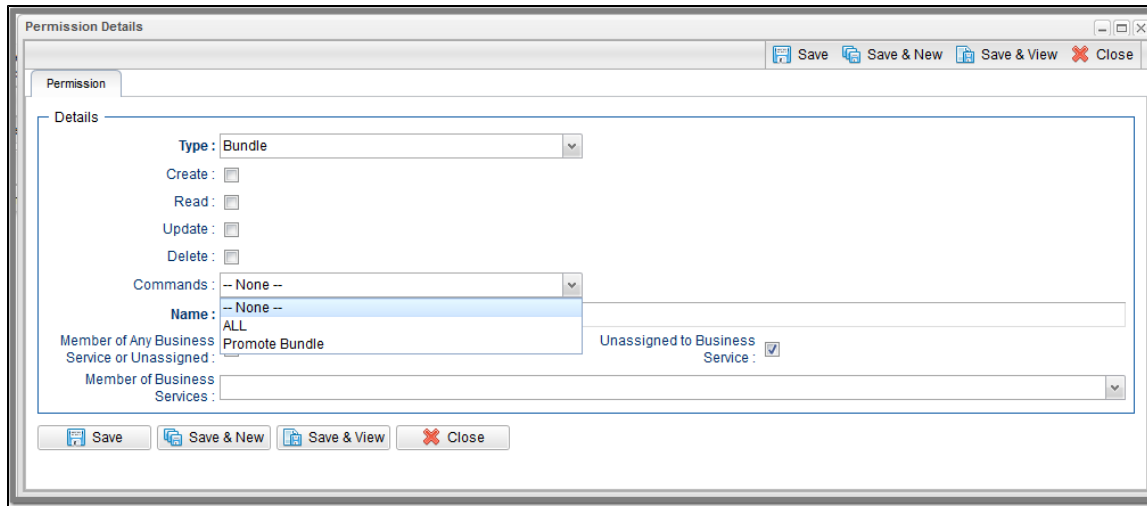 Permission Details
Save Save & New Save & View Close
Permission
Details
Type : Bundle
Create :
Read :
Update :
Delete :
Commands : -- None --
-- None --
Name :
ALL
Promote Bundle
Member of Any Business
Service or Unassigned :
Unassigned to Business
Service :
Member of Business
Services :
Save Save & New Save & View Close